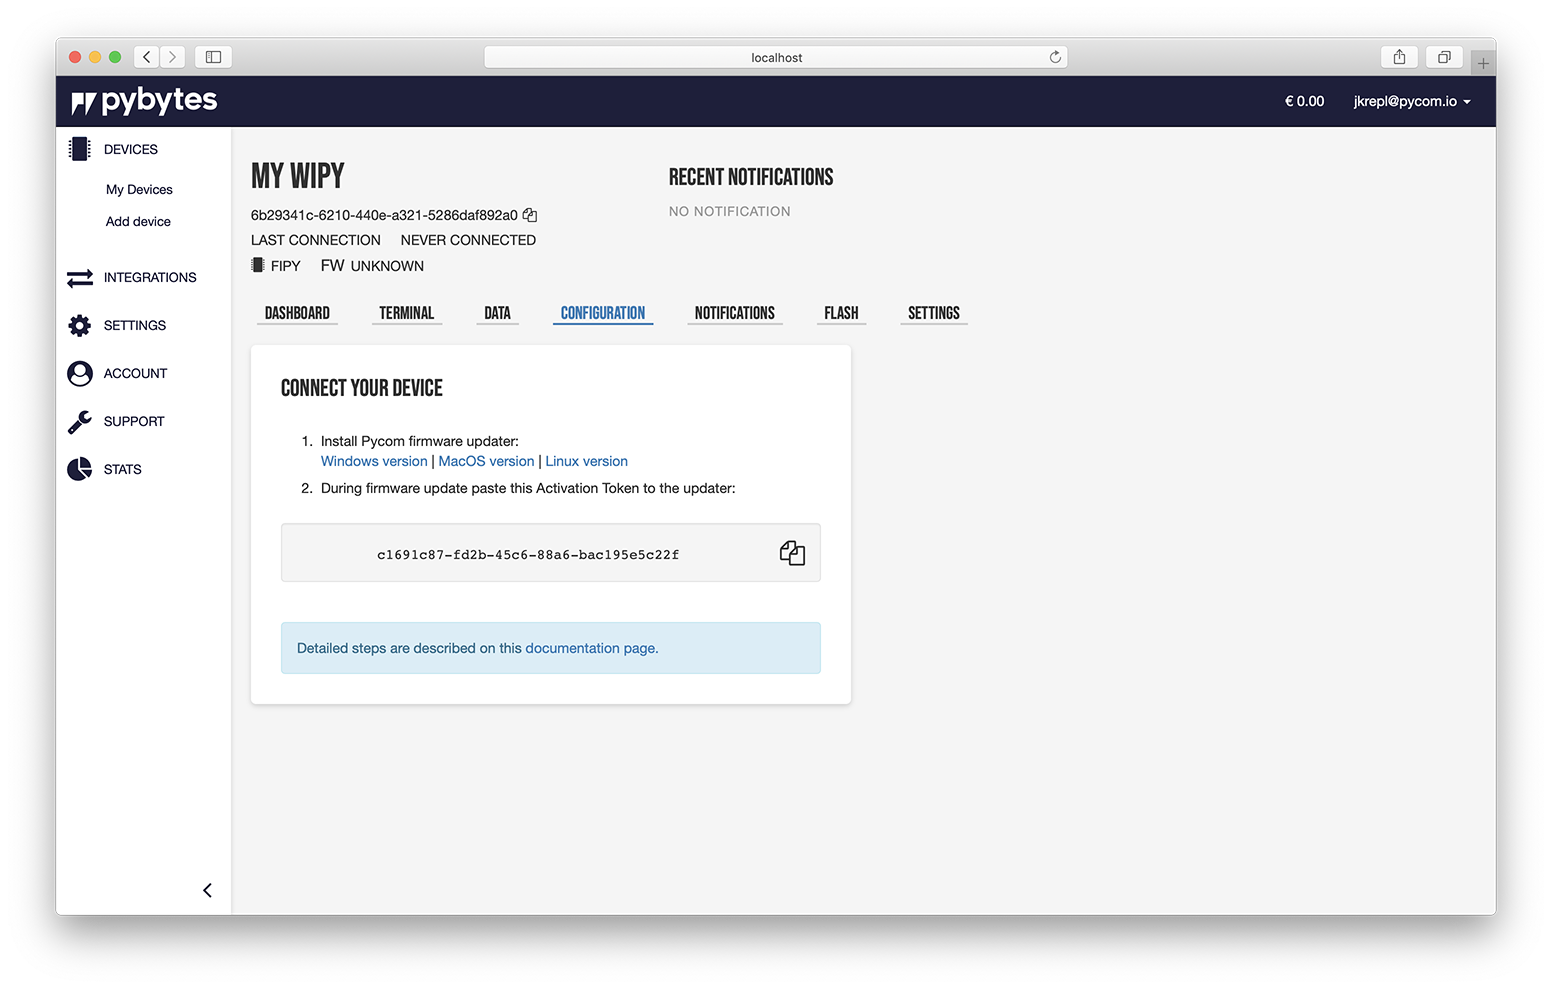 localhost
pybytes
€ 0.00
jkrepl@pycom.io
DEVICES
My Devices
Add device
INTEGRATIONS
SETTINGS
ACCOUNT
SUPPORT
STATS
MY WIPY
6b29341c-6210-440e-a321-5286daf892a0
LAST CONNECTION NEVER CONNECTED
FIPY FW UNKNOWN
RECENT NOTIFICATIONS
NO NOTIFICATION
DASHBOARD TERMINAL DATA CONFIGURATION NOTIFICATIONS FLASH SETTINGS
CONNECT YOUR DEVICE
1. Install Pycom firmware updater:
Windows version | MacOS version | Linux version
2. During firmware update paste this Activation Token to the updater:
c1691c87-fd2b-45c6-88a6-bac195e5c22f
Detailed steps are described on this documentation page.